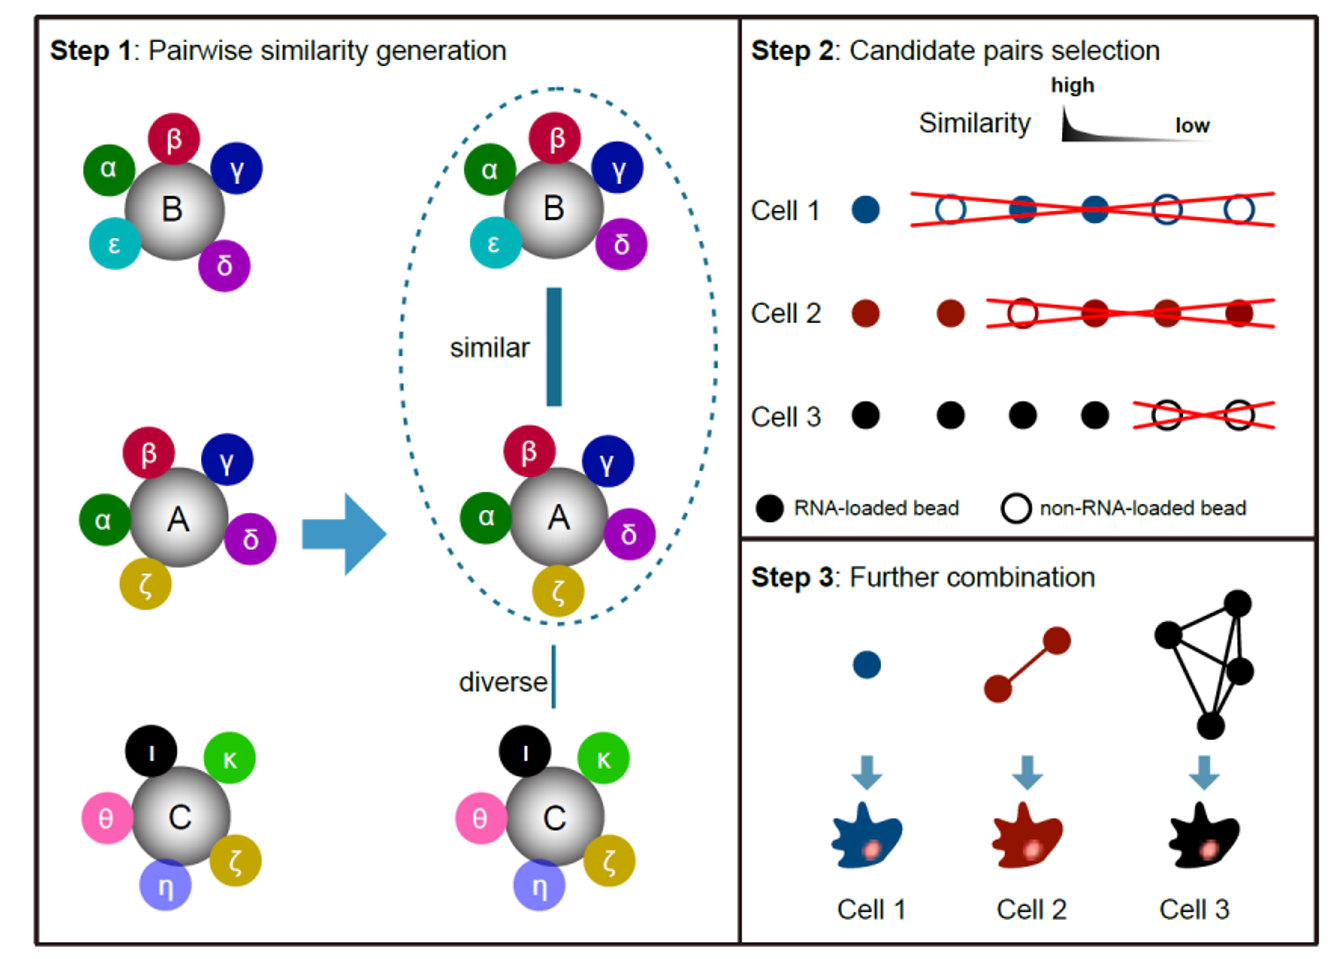 Step 1: Pairwise similarity generation
β
α
γ
B
ε
δ
β
γ
α
A
δ
ζ
ι
κ
θ
C
ζ
η
β
α
γ
B
ε
δ
similar
β
γ
α
A
δ
ζ
diverse
ι
κ
θ
C
ζ
η
Step 2: Candidate pairs selection
high
Similarity
low
Cell 1
Cell 2
Cell 3
RNA-loaded bead
non-RNA-loaded bead
Step 3: Further combination
Cell 1
Cell 2
Cell 3